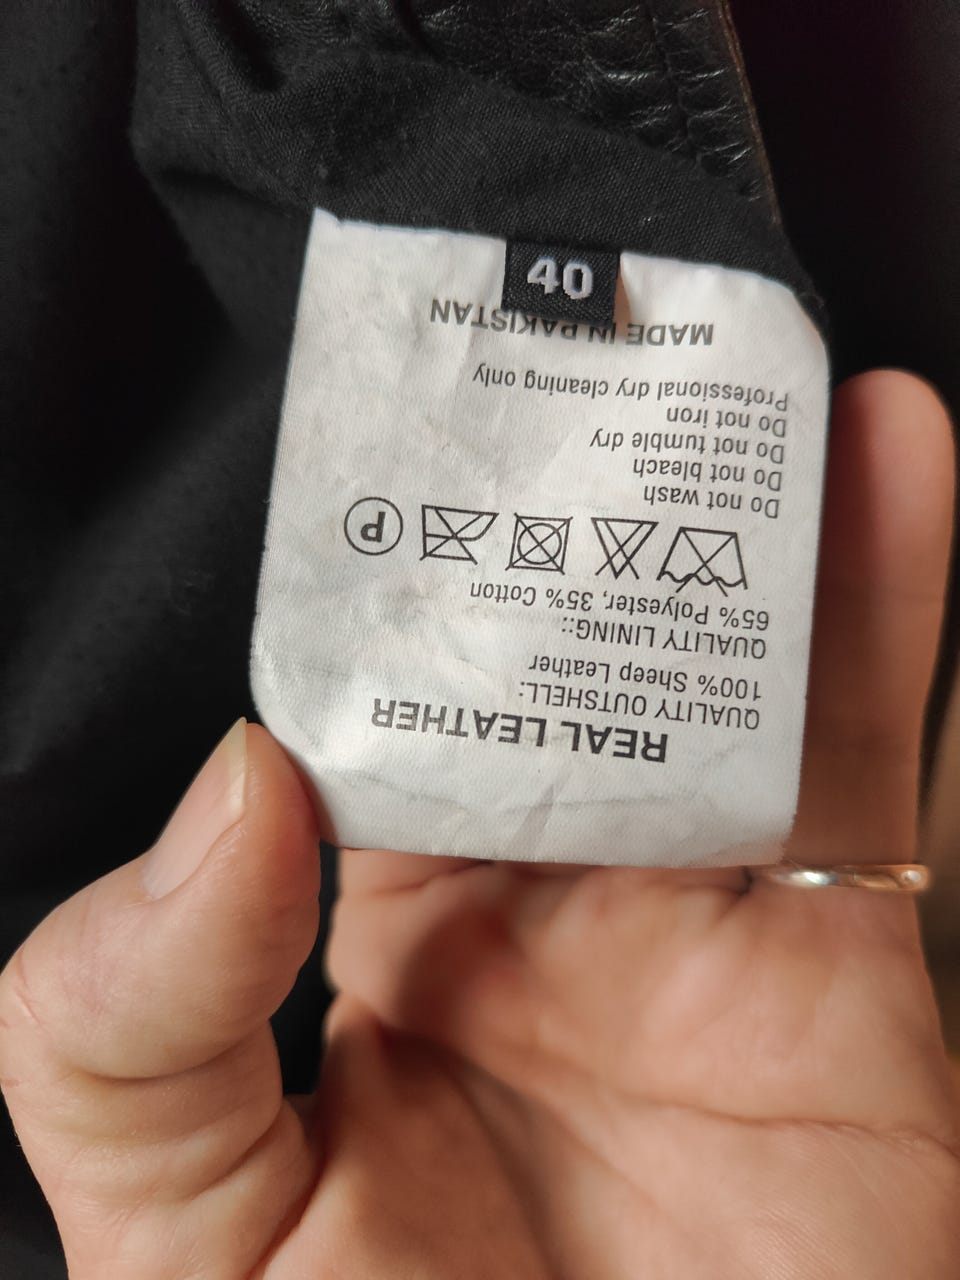 REAL LEATHER
QUALITY OUTSHELL:
100% Sheep Leather
QUALITY LINING::
65% Polyester, 35% Cotton
P
Do not wash
Do not bleach
Do not tumble dry
Do not iron
Professional dry cleaning only
MADE IN PAKISTAN
40